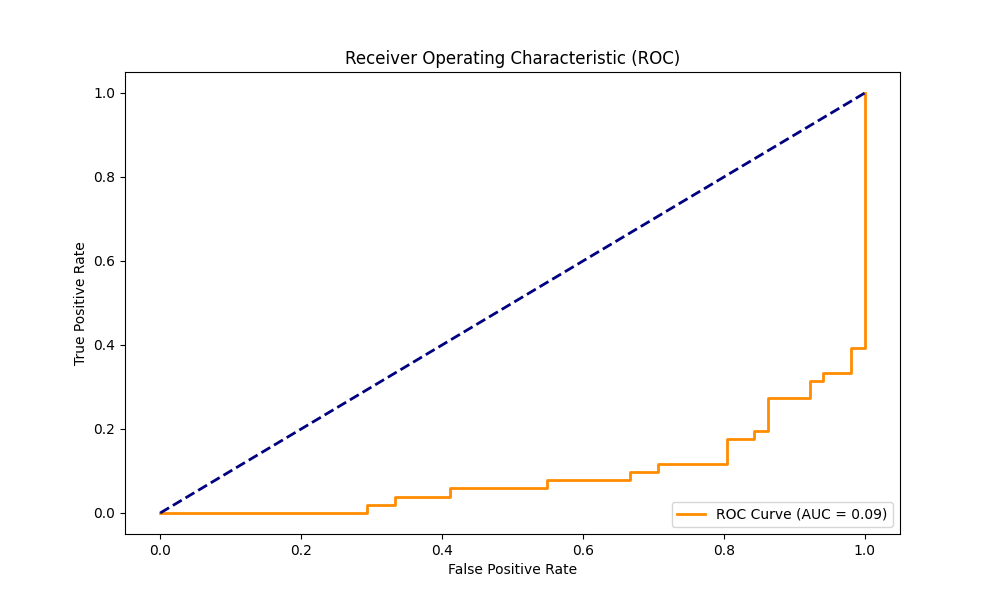 Receiver Operating Characteristic (ROC)
1.0
0.8
0.6
0.4
0.2
0.0
True Positive Rate
ROC Curve (AUC = 0.09)
0.0 0.2 0.4 0.6 0.8 1.0
False Positive Rate